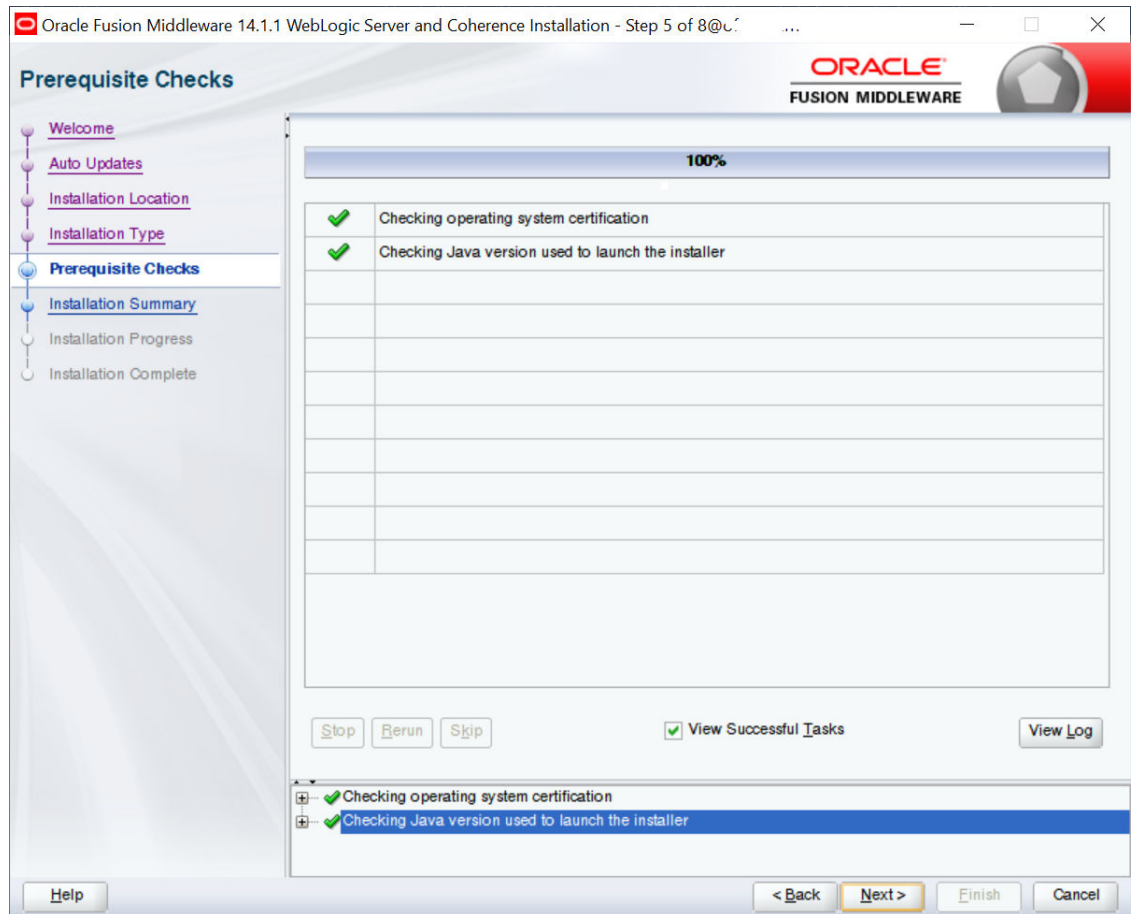 Oracle Fusion Middleware 14.1.1 WebLogic Server and Coherence Installation - Step 5 of 8
Prerequisite Checks
ORACLE
FUSION MIDDLEWARE
Welcome
Auto Updates
Installation Location
Installation Type
Prerequisite Checks
Installation Summary
Installation Progress
Installation Complete
100%
Checking operating system certification
Checking Java version used to launch the installer
Stop Rerun Skip View Successful Tasks View Log
Checking operating system certification
Checking Java version used to launch the installer
Help < Back Next > Finish Cancel